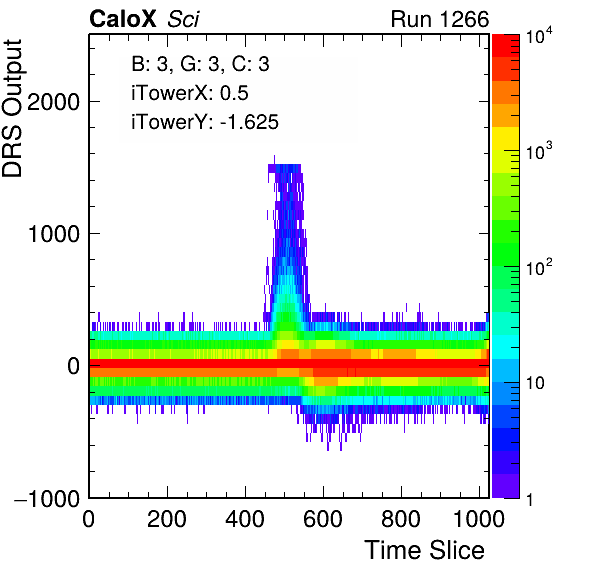 CaloX Sci Run 1266
B: 3, G: 3, C: 3
iTowerX: 0.5
iTowerY: -1.625
DRS Output
2000
1000
0
−1000
0 200 400 600 800 1000
Time Slice
10^4
10^3
10^2
10
1